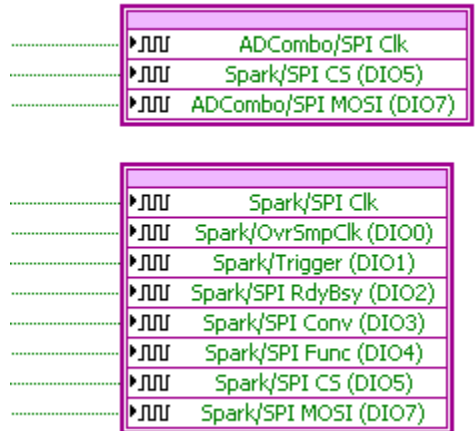 ADCombo/SPI Clk
Spark/SPI CS (DIO5)
ADCombo/SPI MOSI (DIO7)
Spark/SPI Clk
Spark/OvrSmpClk (DIO0)
Spark/Trigger (DIO1)
Spark/SPI RdyBsy (DIO2)
Spark/SPI Conv (DIO3)
Spark/SPI Func (DIO4)
Spark/SPI CS (DIO5)
Spark/SPI MOSI (DIO7)